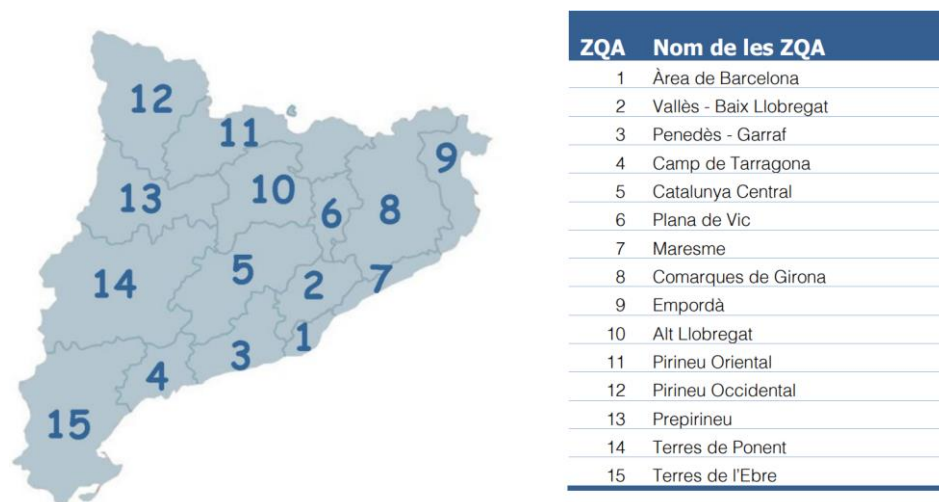 12
11
9
13
10
6
8
14
5
2
7
1
3
4
15
ZQA Nom de les ZQA
1 Àrea de Barcelona
2 Vallès - Baix Llobregat
3 Penedès - Garraf
4 Camp de Tarragona
5 Catalunya Central
6 Plana de Vic
7 Maresme
8 Comarques de Girona
9 Empordà
10 Alt Llobregat
11 Pirineu Oriental
12 Pirineu Occidental
13 Prepirineu
14 Terres de Ponent
15 Terres de l'Ebre